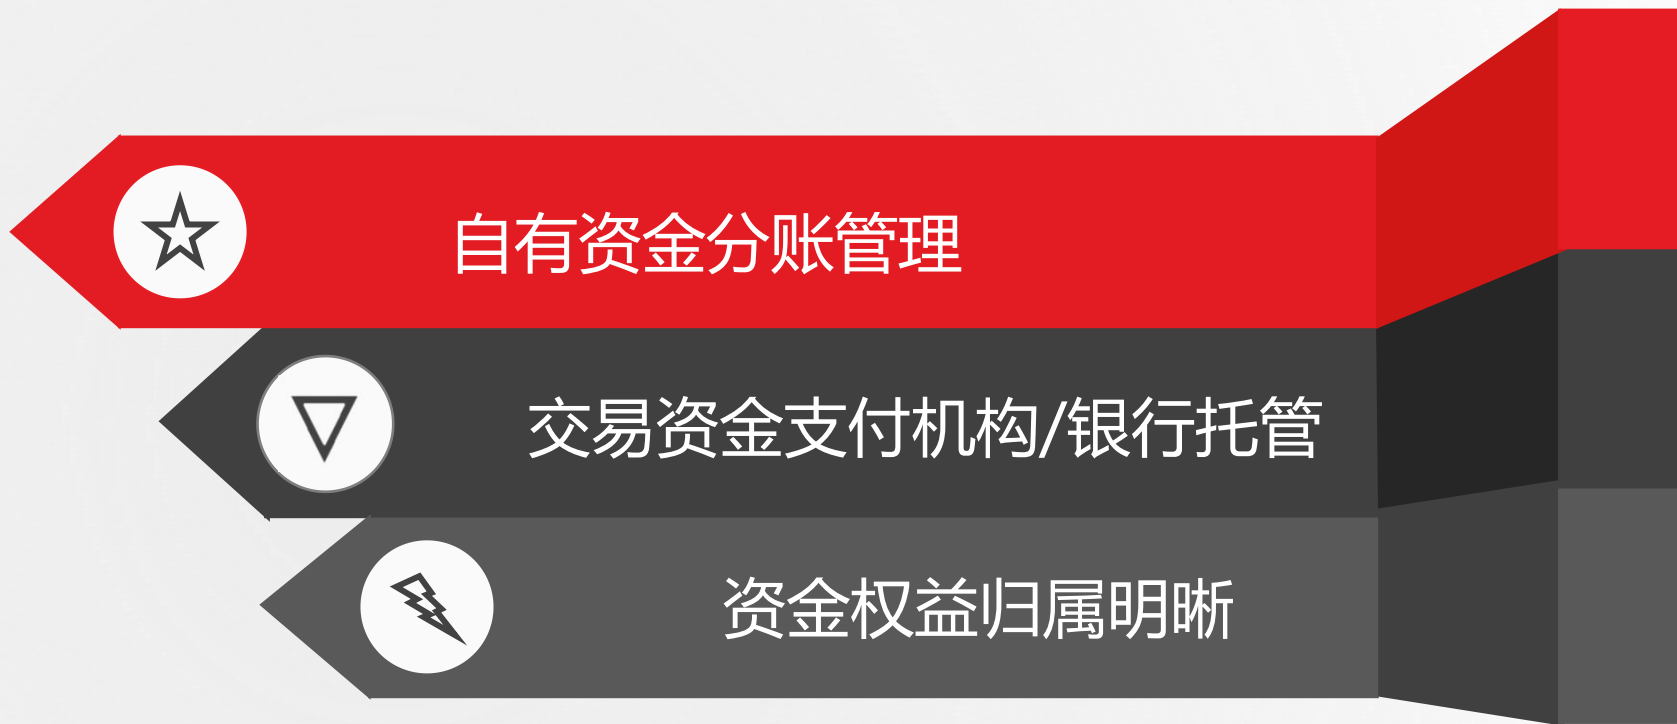 自有资金分账管理
交易资金支付机构/银行托管
资金权益归属明晰